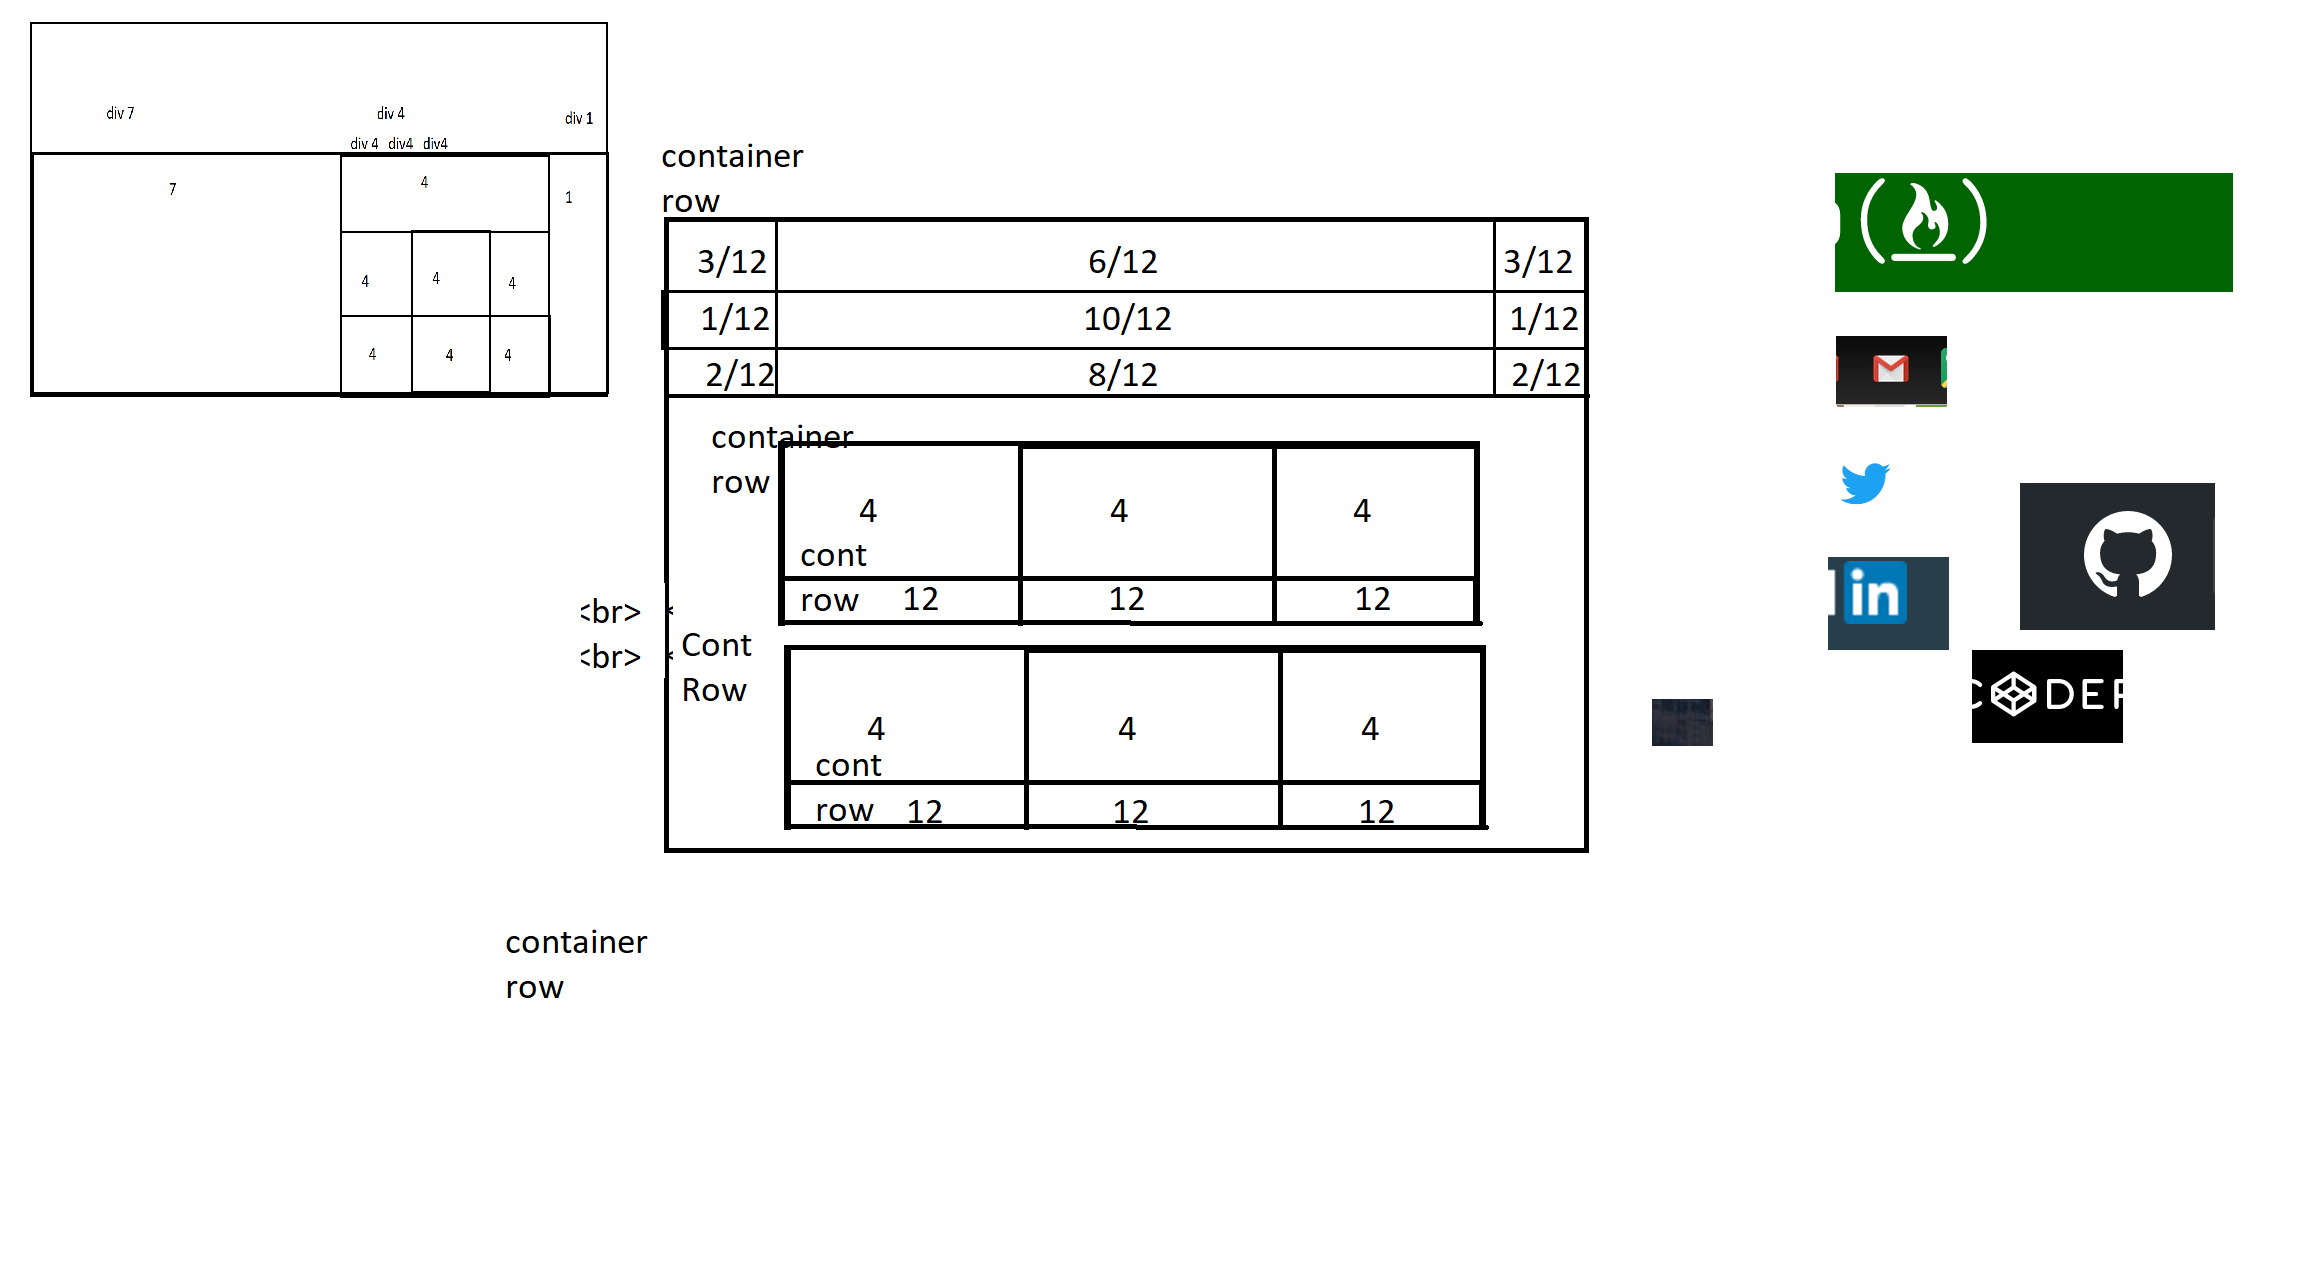 div 7 div 4 div 1
div 4 div4 div4
7 4 1
4 4 4
4 4 4
container
row
3/12 6/12 3/12
1/12 10/12 1/12
2/12 8/12 2/12
container
row
4 4 4
cont
row 12 12 12
<br>
<br>
Cont
Row
4 4 4
cont
row 12 12 12
container
row
in